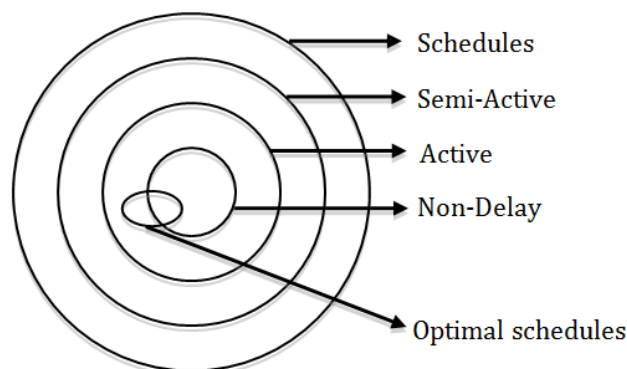 Schedules
Semi-Active
Active
Non-Delay
Optimal schedules